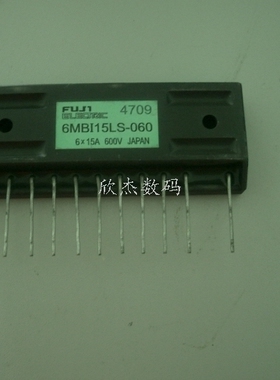 FUJI 4709
ELECTRIC
6MBI15LS-060
6×15A 600V JAPAN
欣杰数码